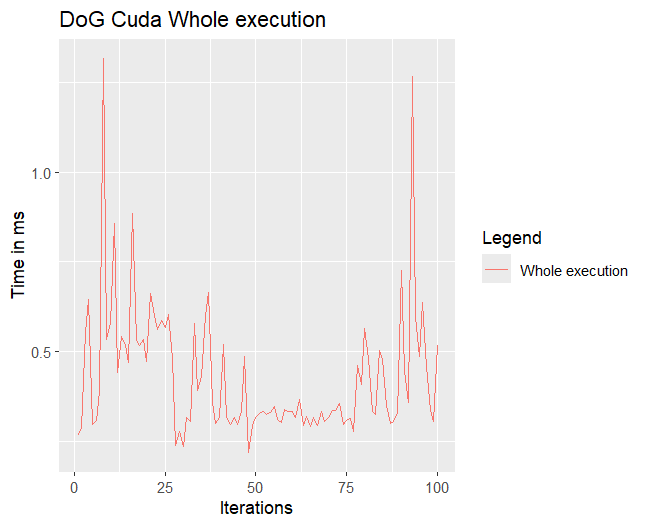 DoG Cuda Whole execution
Time in ms
1.0
0.5
0
25
50
75
100
Iterations
Legend
Whole execution